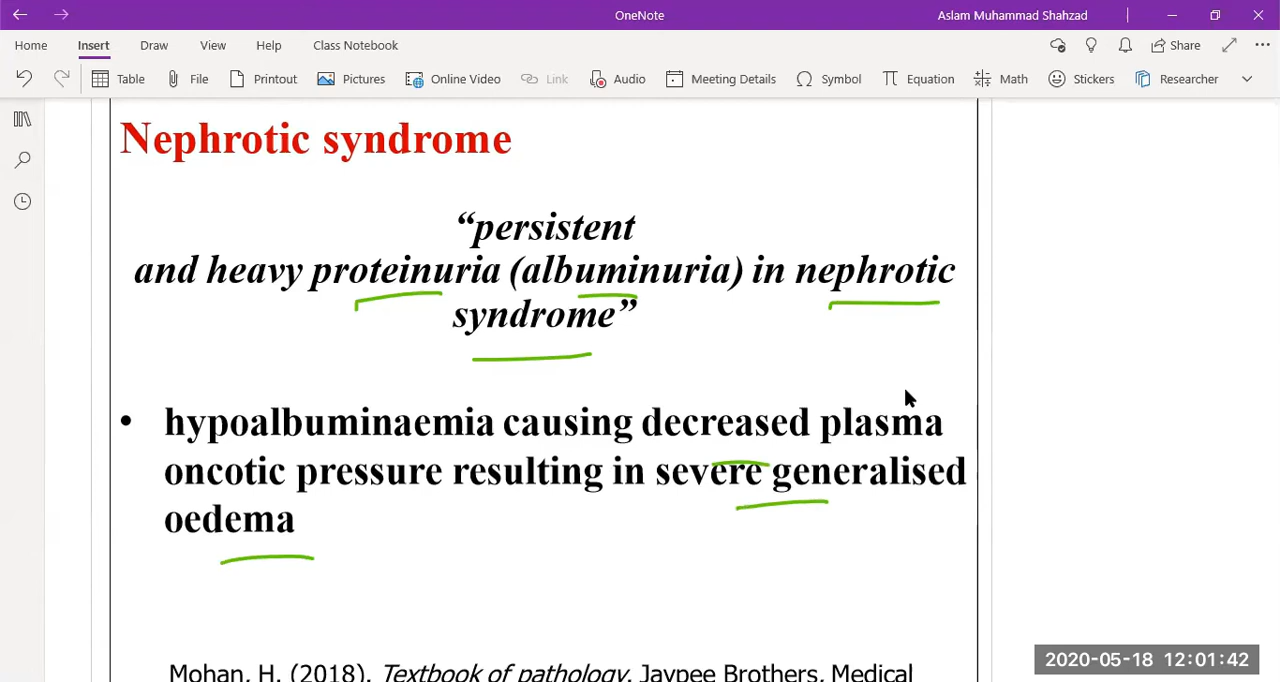 OneNote
Aslam Muhammad Shahzad
Home Insert Draw View Help Class Notebook Share
Table File Printout Pictures Online Video Link Audio Meeting Details Symbol Equation Math Stickers Researcher
Nephrotic syndrome
“persistent
and heavy proteinuria (albuminuria) in nephrotic
syndrome”
• hypoalbuminaemia causing decreased plasma
oncotic pressure resulting in severe generalised
oedema
Mohan, H. (2018). Textbook of pathology. Jaypee Brothers, Medical
2020-05-18 12:01:42